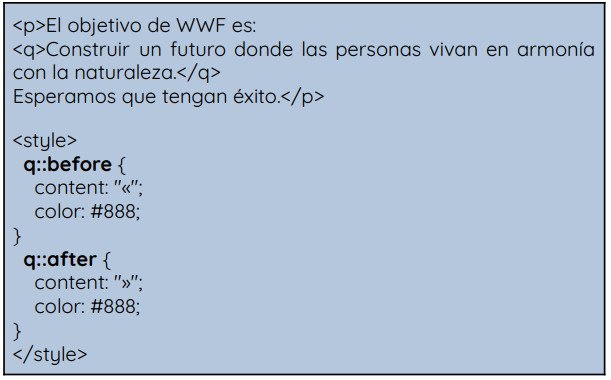 <p>El objetivo de WWF es:
<q>Construir un futuro donde las personas vivan en armonía
con la naturaleza.</q>
Esperamos que tengan éxito.</p>

<style>
q::before {
content: "«";
color: #888;
}
q::after {
content: "»";
color: #888;
}
</style>